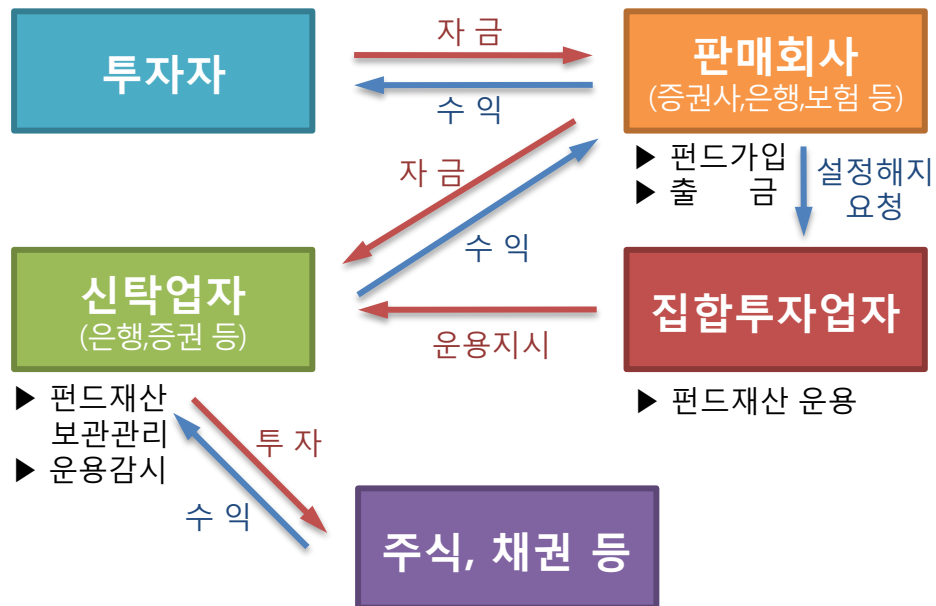 투자자
자 금
수 익
판매회사
(증권사,은행,보험 등)
▶ 펀드가입
▶ 출 금
설정해지
요청
자 금
수 익
신탁업자
(은행,증권 등)
운용지시
집합투자업자
▶ 펀드재산
보관관리
▶ 운용감시
▶ 펀드재산 운용
투 자
수 익
주식, 채권 등